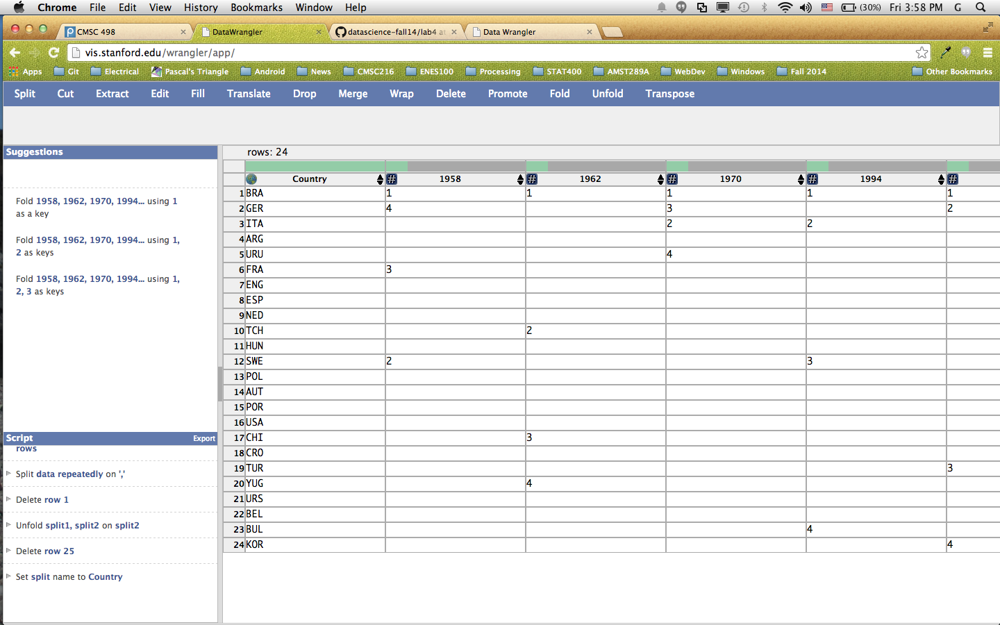 Chrome File Edit View History Bookmarks Window Help (30%) Fri 3:58 PM G
CMSC 498 DataWrangler datascience-fall14/lab4 at Data Wrangler
vis.stanford.edu/wrangler/app/
Apps Git Electrical Pascal's Triangle Android News CMSC216 ENES100 Processing STAT400 AMST289A WebDev Windows Fall 2014 Other Bookmarks
Split Cut Extract Edit Fill Translate Drop Merge Wrap Delete Promote Fold Unfold Transpose
Suggestions
Fold 1958, 1962, 1970, 1994... using 1
as a key
Fold 1958, 1962, 1970, 1994... using 1,
2 as keys
Fold 1958, 1962, 1970, 1994... using 1,
2, 3 as keys
Script Export
rows
Split data repeatedly on ','
Delete row 1
Unfold split1, split2 on split2
Delete row 25
Set split name to Country
rows: 24
Country # 1958 # 1962 # 1970 # 1994 #
1 BRA 1 1 1 1 1
2 GER 4 3 2
3 ITA 2 2
4 ARG
5 URU 4
6 FRA 3
7 ENG
8 ESP
9 NED
10 TCH 2
11 HUN
12 SWE 2 3
13 POL
14 AUT
15 POR
16 USA
17 CHI 3
18 CRO
19 TUR 3
20 YUG 4
21 URS
22 BEL
23 BUL 4
24 KOR 4